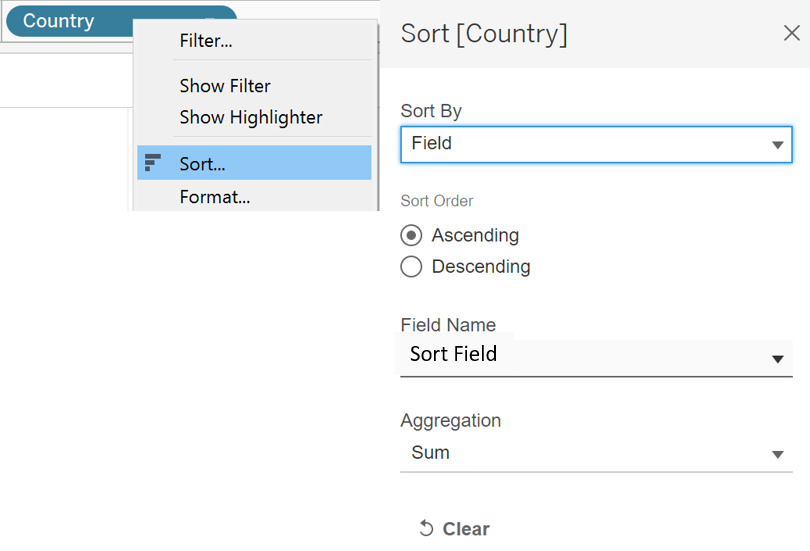 Country
Filter...
Show Filter
Show Highlighter
Sort...
Format...
Sort [Country]
Sort By
Field
Sort Order
Ascending
Descending
Field Name
Sort Field
Aggregation
Sum
Clear